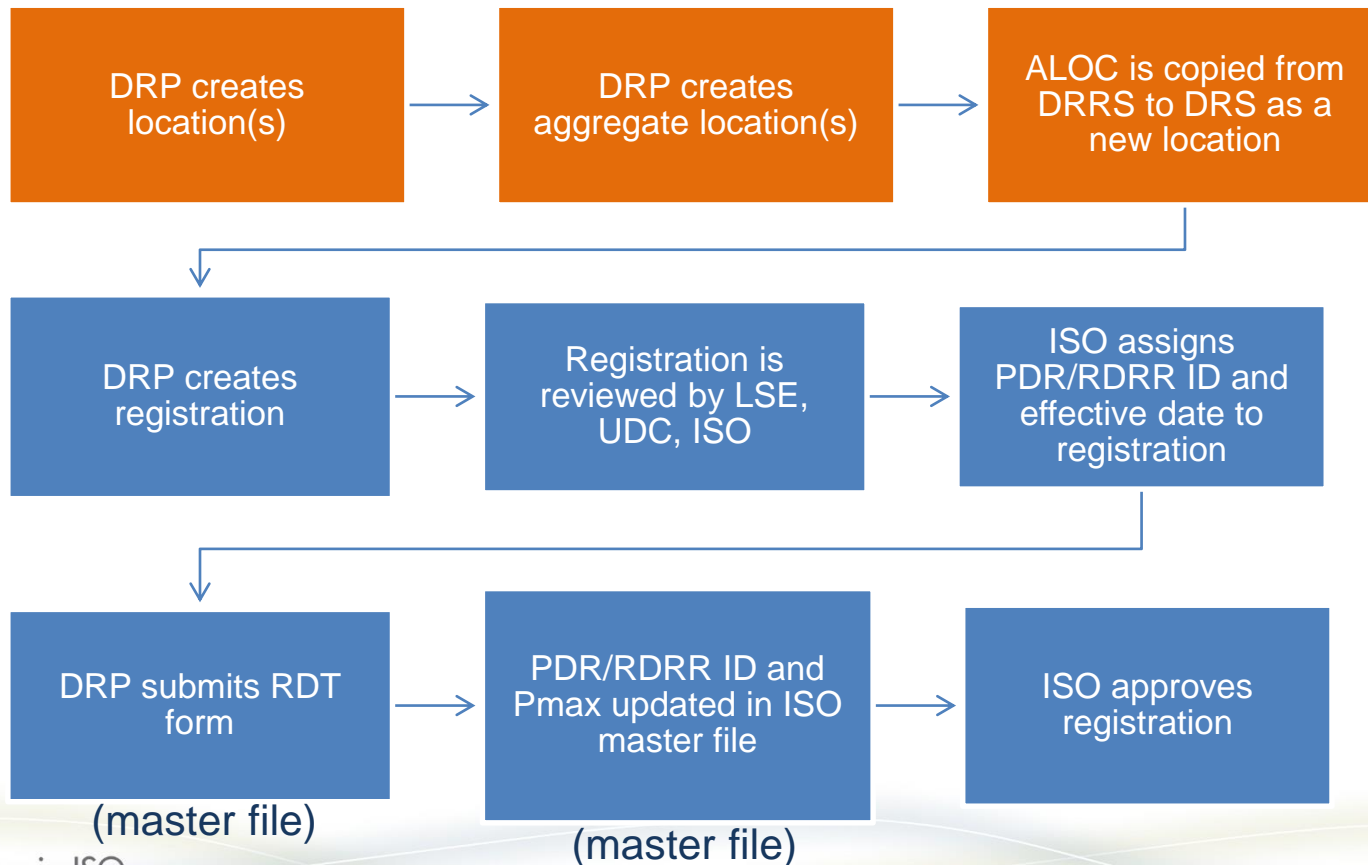 DRP creates
location(s)
DRP creates
aggregate location(s)
ALOC is copied from
DRRS to DRS as a
new location
DRP creates
registration
Registration is
reviewed by LSE,
UDC, ISO
ISO assigns
PDR/RDRR ID and
effective date to
registration
DRP submits RDT
form
PDR/RDRR ID and
Pmax updated in ISO
master file
ISO approves
registration
(master file)
(master file)
ISO